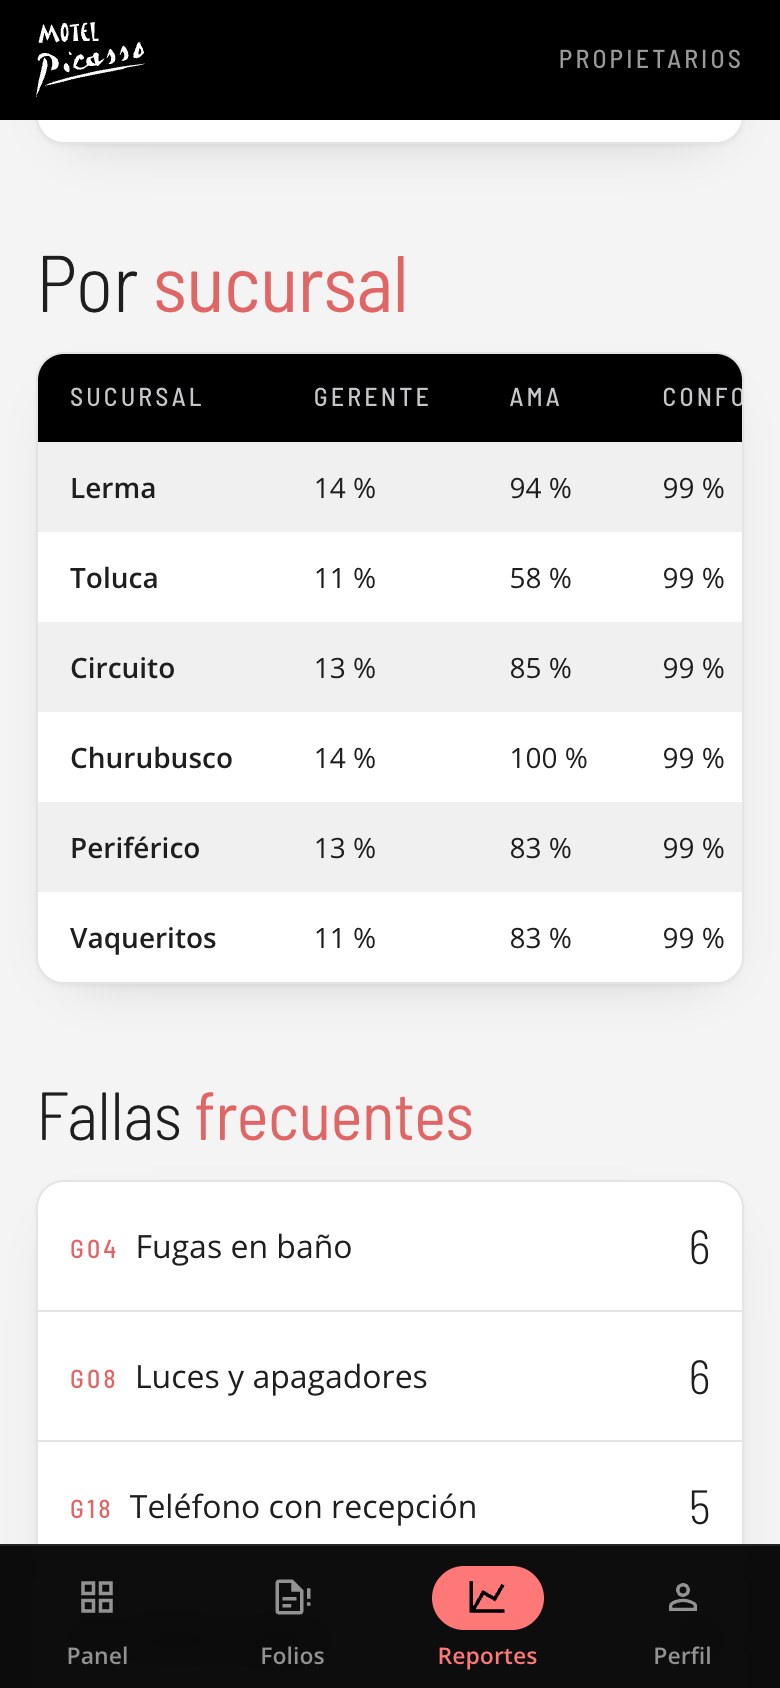 MOTEL
Picasso
PROPIETARIOS
Por sucursal
SUCURSAL GERENTE AMA CONFO
Lerma 14 % 94 % 99 %
Toluca 11 % 58 % 99 %
Circuito 13 % 85 % 99 %
Churubusco 14 % 100 % 99 %
Periférico 13 % 83 % 99 %
Vaqueritos 11 % 83 % 99 %
Fallas frecuentes
G04 Fugas en baño 6
G08 Luces y apagadores 6
G18 Teléfono con recepción 5
Panel Folios Reportes Perfil